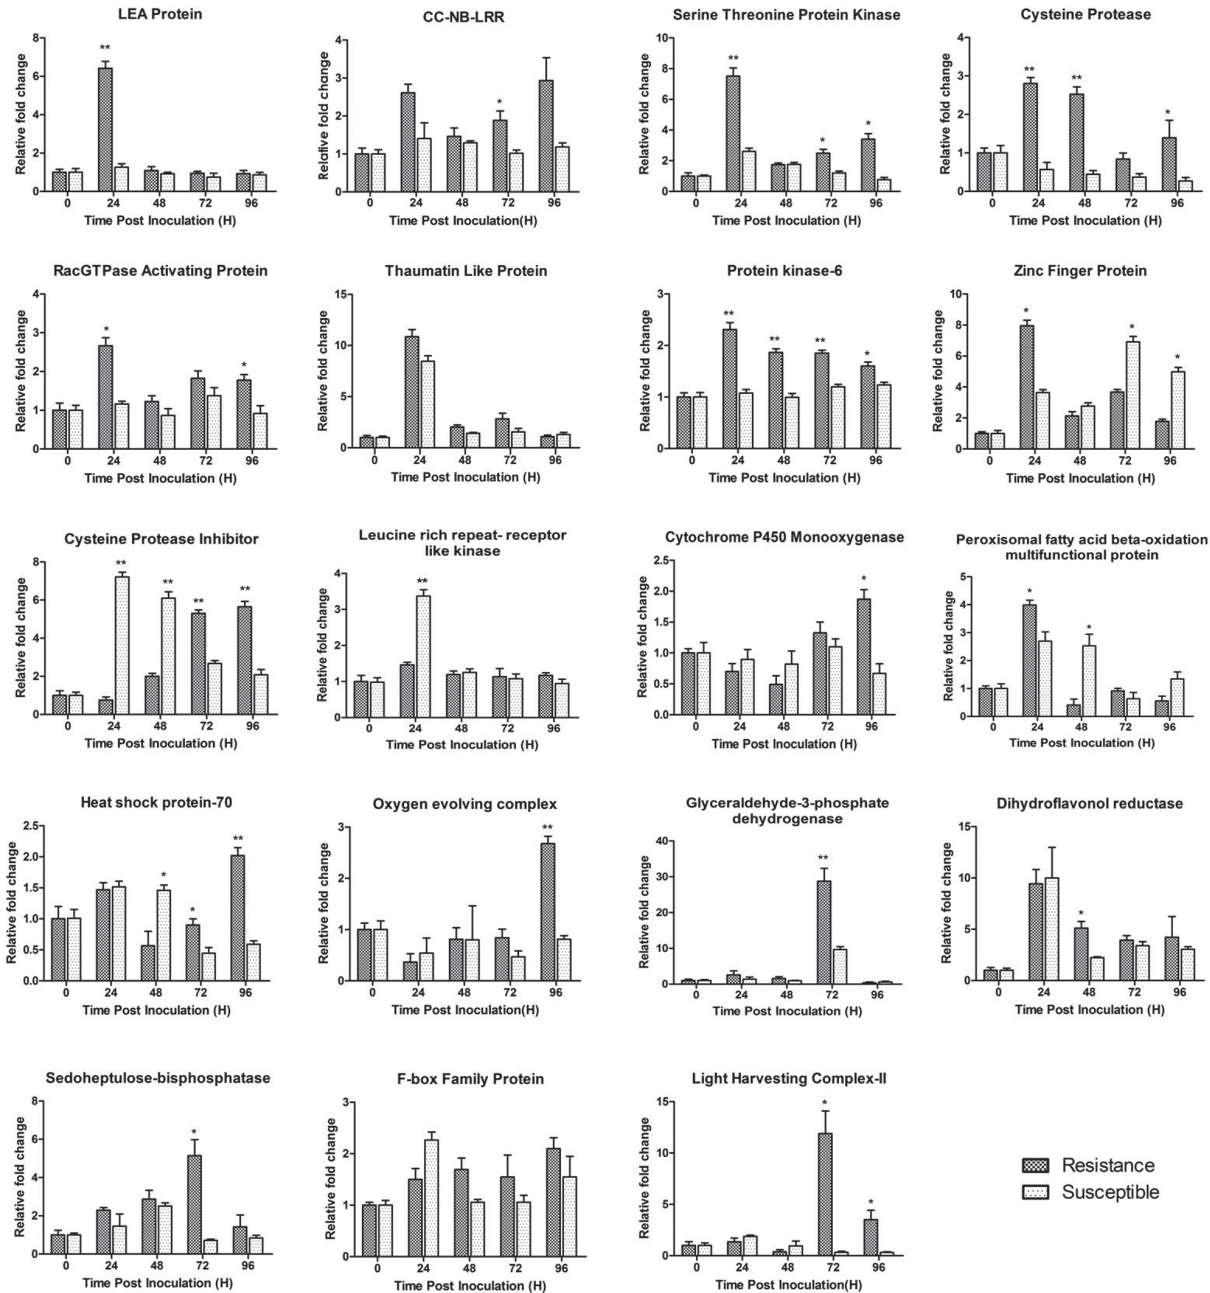 LEA Protein
Relative fold change
8
6
4
2
0
**
0 24 48 72 96
Time Post Inoculation (H)
CC-NB-LRR
Relative fold change
4
3
2
1
0
*
0 24 48 72 96
Time Post Inoculation(H)
Serine Threonine Protein Kinase
Relative fold change
10
8
6
4
2
0
** * *
0 24 48 72 96
Time Post Inoculation (H)
Cysteine Protease
Relative fold change
4
3
2
1
0
** ** *
0 24 48 72 96
Time Post Inoculation (H)
RacGTPase Activating Protein
Relative fold change
4
3
2
1
0
* *
0 24 48 72 96
Time Post Inoculation (H)
Thaumatin Like Protein
Relative fold change
15
10
5
0
0 24 48 72 96
Time Post Inoculation (H)
Protein kinase-6
Relative fold change
3
2
1
0
** ** ** *
0 24 48 72 96
Time Post Inoculation (H)
Zinc Finger Protein
Relative fold change
10
8
6
4
2
0
* * *
0 24 48 72 96
Time Post Inoculation (H)
Cysteine Protease Inhibitor
Relative fold change
8
6
4
2
0
** ** ** **
0 24 48 72 96
Time Post Inoculation (H)
Leucine rich repeat- receptor
like kinase
Relative fold change
4
3
2
1
0
**
0 24 48 72 96
Time Post Inoculation (H)
Cytochrome P450 Monooxygenase
Relative fold change
2.5
2.0
1.5
1.0
0.5
0.0
*
0 24 48 72 96
Time Post Inoculation (H)
Peroxisomal fatty acid beta-oxidation
multifunctional protein
Relative fold change
5
4
3
2
1
0
* *
0 24 48 72 96
Time Post Inoculation (H)
Heat shock protein-70
Relative fold change
2.5
2.0
1.5
1.0
0.5
0.0
* * **
0 24 48 72 96
Time Post Inoculation (H)
Oxygen evolving complex
Relative fold change
3
2
1
0
**
0 24 48 72 96
Time Post Inoculation(H)
Glyceraldehyde-3-phosphate
dehydrogenase
Relative fold change
40
30
20
10
0
**
0 24 48 72 96
Time Post Inoculation (H)
Dihydroflavonol reductase
Relative fold change
15
10
5
0
*
0 24 48 72 96
Time Post Inoculation (H)
Sedoheptulose-bisphosphatase
Relative fold change
8
6
4
2
0
*
0 24 48 72 96
Time Post Inoculation (H)
F-box Family Protein
Relative fold change
3
2
1
0
0 24 48 72 96
Time Post Inoculation (H)
Light Harvesting Complex-II
Relative fold change
15
10
5
0
* *
0 24 48 72 96
Time Post Inoculation(H)
Resistance
Susceptible